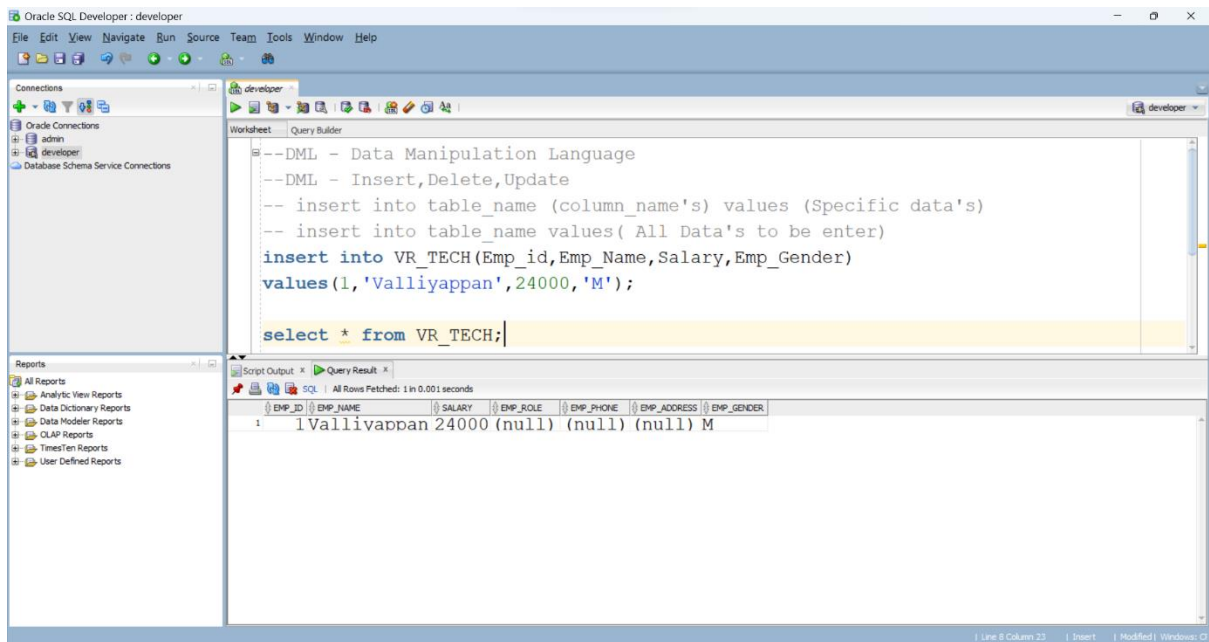 Oracle SQL Developer : developer
File Edit View Navigate Run Source Team Tools Window Help
Connections
Oracle Connections
admin
developer
Database Schema Service Connections
developer
developer
Worksheet Query Builder
--DML - Data Manipulation Language
--DML - Insert,Delete,Update
-- insert into table_name (column_name's) values (Specific data's)
-- insert into table_name values( All Data's to be enter)
insert into VR_TECH(Emp_id,Emp_Name,Salary,Emp_Gender)
values(1,'Valliyappan',24000,'M');
select * from VR_TECH;
Reports
All Reports
Analytic View Reports
Data Dictionary Reports
Data Modeler Reports
OLAP Reports
TimesTen Reports
User Defined Reports
Script Output x Query Result x
SQL | All Rows Fetched: 1 in 0.001 seconds
EMP_ID EMP_NAME SALARY EMP_ROLE EMP_PHONE EMP_ADDRESS EMP_GENDER
1 1 Valliyappan 24000 (null) (null) (null) M
| Line 8 Column 23 | Insert | Modified | Windows: C